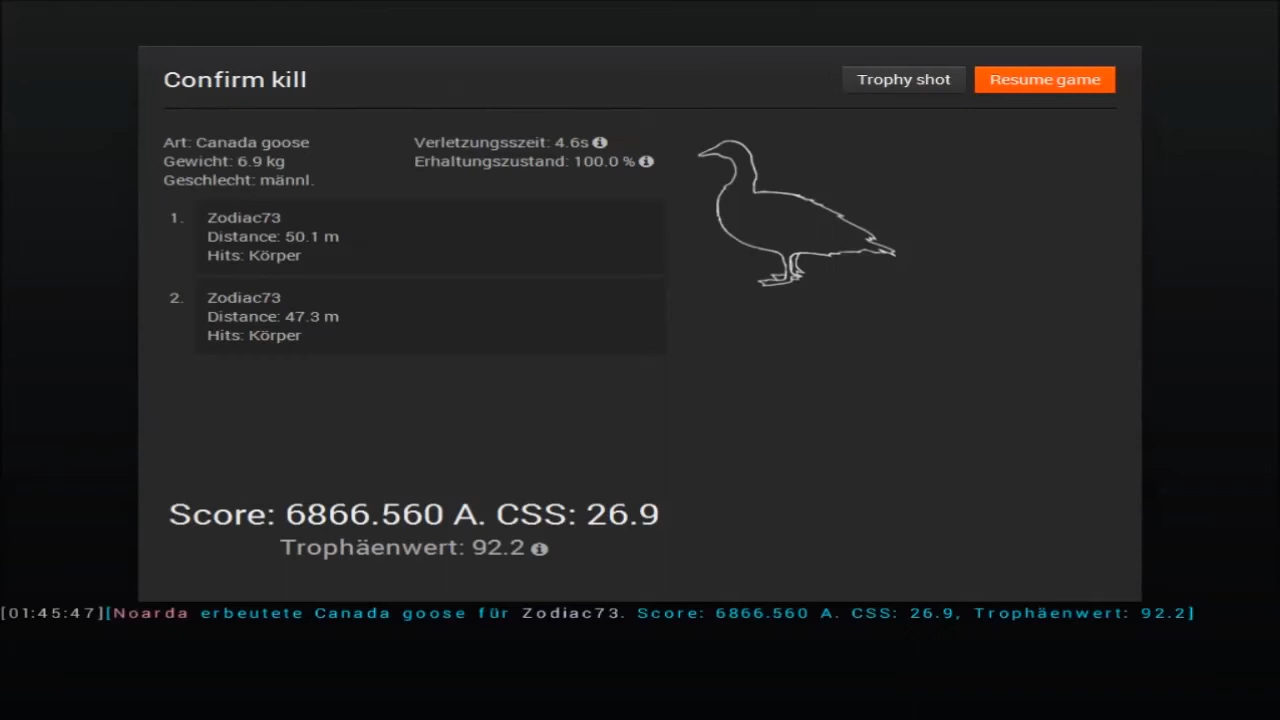 Confirm kill
Trophy shot
Resume game
Art: Canada goose
Gewicht: 6.9 kg
Geschlecht: männl.
Verletzungsszeit: 4.6s
Erhaltungszustand: 100.0 %
1. Zodiac73
Distance: 50.1 m
Hits: Körper
2. Zodiac73
Distance: 47.3 m
Hits: Körper
Score: 6866.560 A. CSS: 26.9
Trophäenwert: 92.2
[01:45:47][Noarda erbeutete Canada goose für Zodiac73. Score: 6866.560 A. CSS: 26.9, Trophäenwert: 92.2]